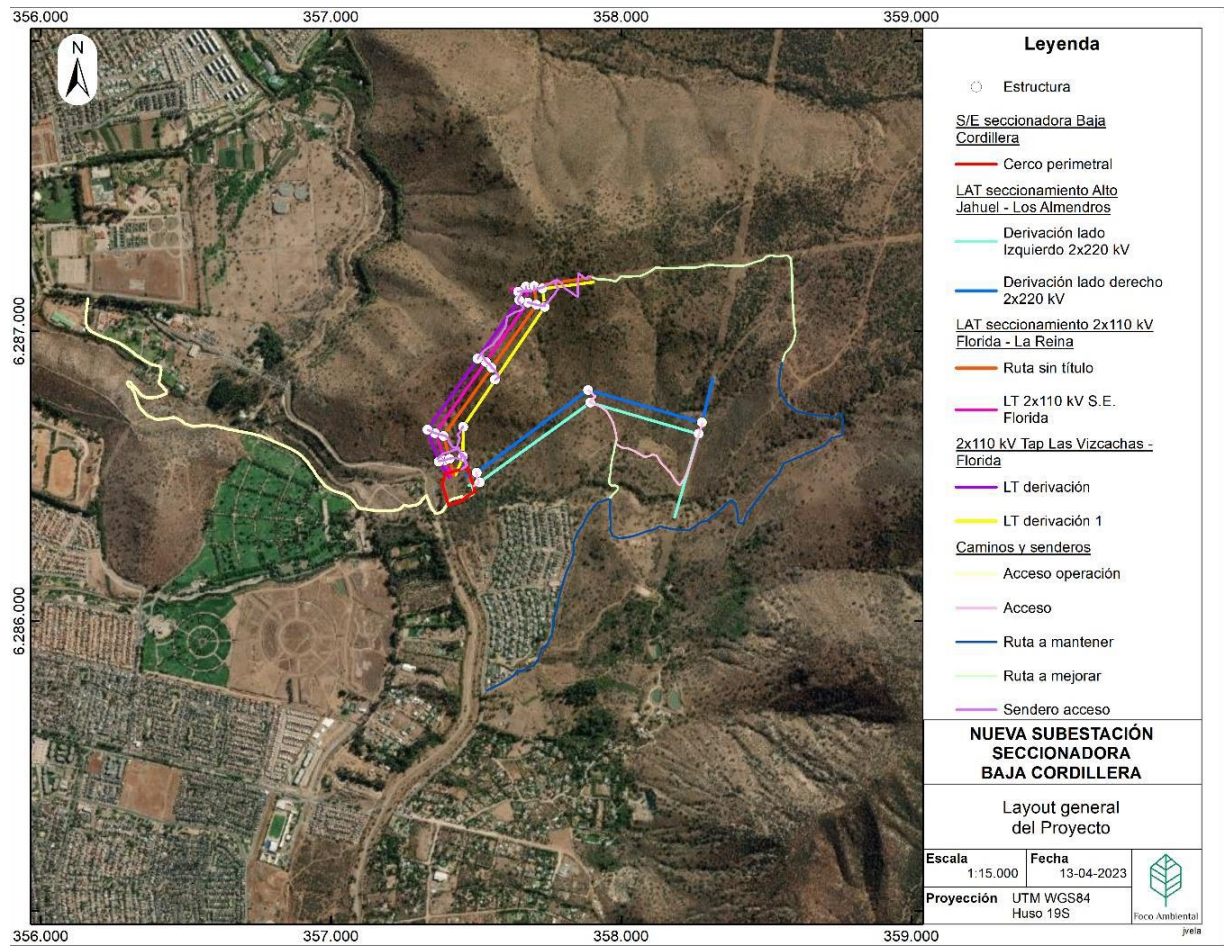 356.000
357.000
358.000
359.000
N
6.287.000
6.286.000
Leyenda
Estructura
S/E seccionadora Baja
Cordillera
Cerco perimetral
LAT seccionamiento Alto
Jahuel - Los Almendros
Derivación lado
Izquierdo 2x220 kV
Derivación lado derecho
2x220 kV
LAT seccionamiento 2x110 kV
Florida - La Reina
Ruta sin título
LT 2x110 kV S.E.
Florida
2x110 kV Tap Las Vizcachas -
Florida
LT derivación
LT derivación 1
Caminos y senderos
Acceso operación
Acceso
Ruta a mantener
Ruta a mejorar
Sendero acceso
NUEVA SUBESTACIÓN
SECCIONADORA
BAJA CORDILLERA
Layout general
del Proyecto
Escala
1:15.000
Fecha
13-04-2023
Proyección UTM WGS84
Huso 19S
Foco Ambiental
jvela
356.000
357.000
358.000
359.000